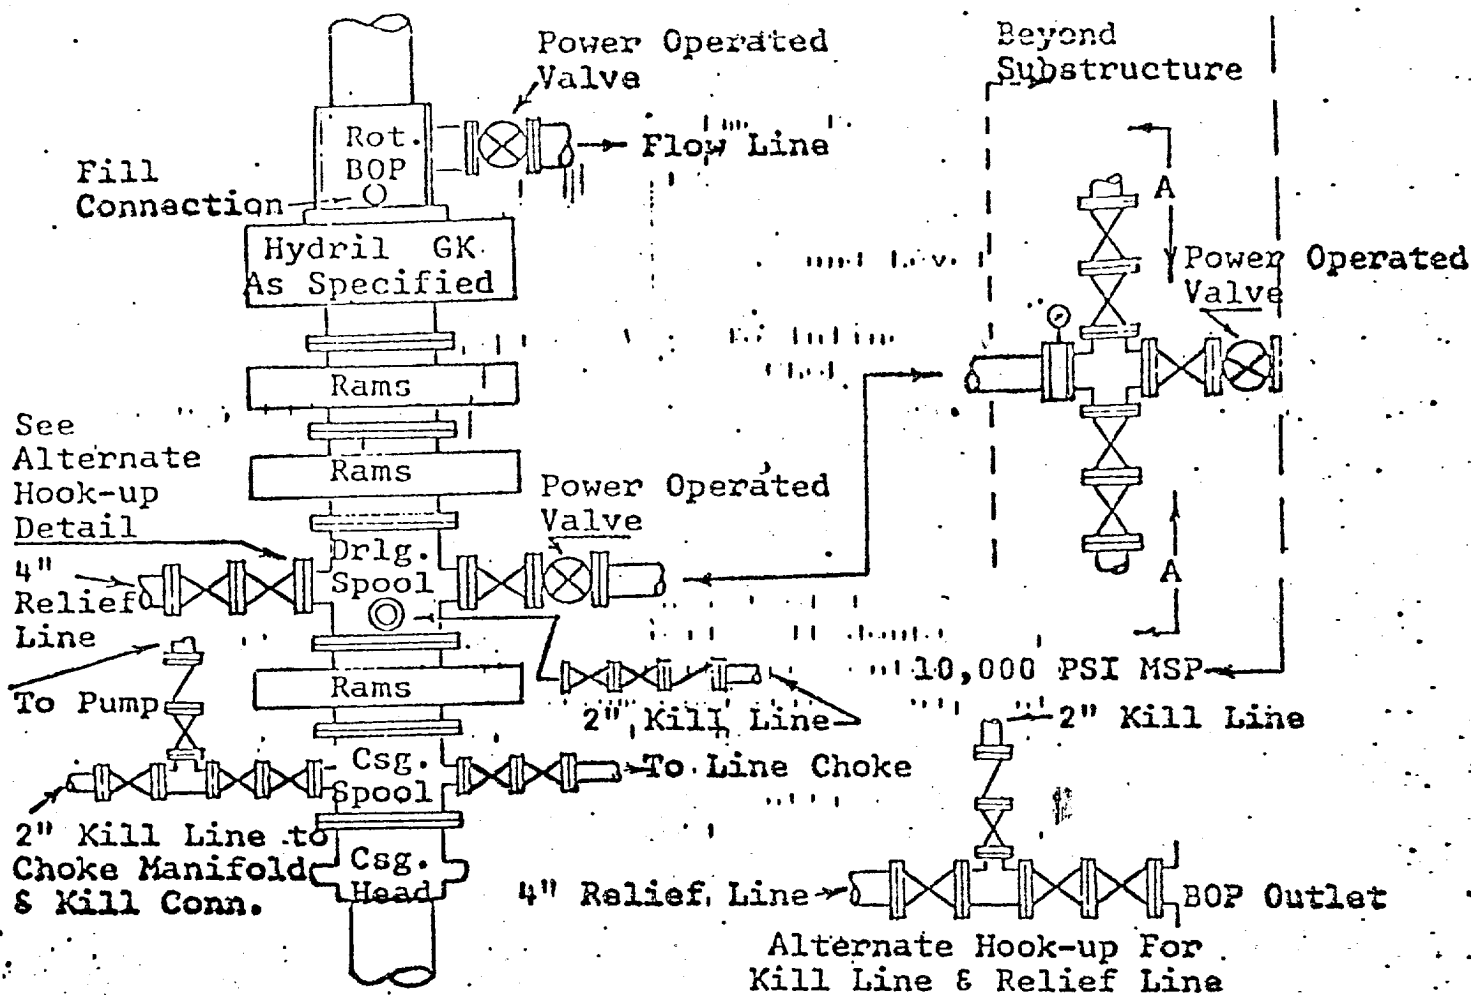 Power Operated
Valve
Beyond
Substructure
Rot.
BOP
Flow Line
Fill
Connection
A
Hydril GK
As Specified
Power Operated
Valve
Rams
See
Alternate
Hook-up
Detail
Rams
Power Operated
Valve
Drlg.
Spool
4"
Relief
Line
A
Rams
10,000 PSI MSP
To Pump
2" Kill Line
2" Kill Line
Csg.
Spool
To Line Choke
2" Kill Line to
Choke Manifold
& Kill Conn.
Csg.
Head
4" Relief Line
BOP Outlet
Alternate Hook-up For
Kill Line & Relief Line